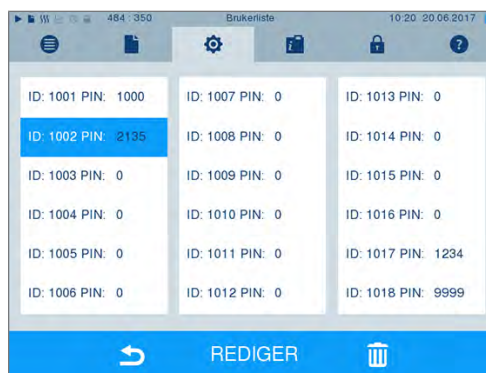 484 : 350 Brukerliste 10:20 20.06.2017
ID: 1001 PIN: 1000
ID: 1002 PIN: 2135
ID: 1003 PIN: 0
ID: 1004 PIN: 0
ID: 1005 PIN: 0
ID: 1006 PIN: 0
ID: 1007 PIN: 0
ID: 1008 PIN: 0
ID: 1009 PIN: 0
ID: 1010 PIN: 0
ID: 1011 PIN: 0
ID: 1012 PIN: 0
ID: 1013 PIN: 0
ID: 1014 PIN: 0
ID: 1015 PIN: 0
ID: 1016 PIN: 0
ID: 1017 PIN: 1234
ID: 1018 PIN: 9999
REDIGER